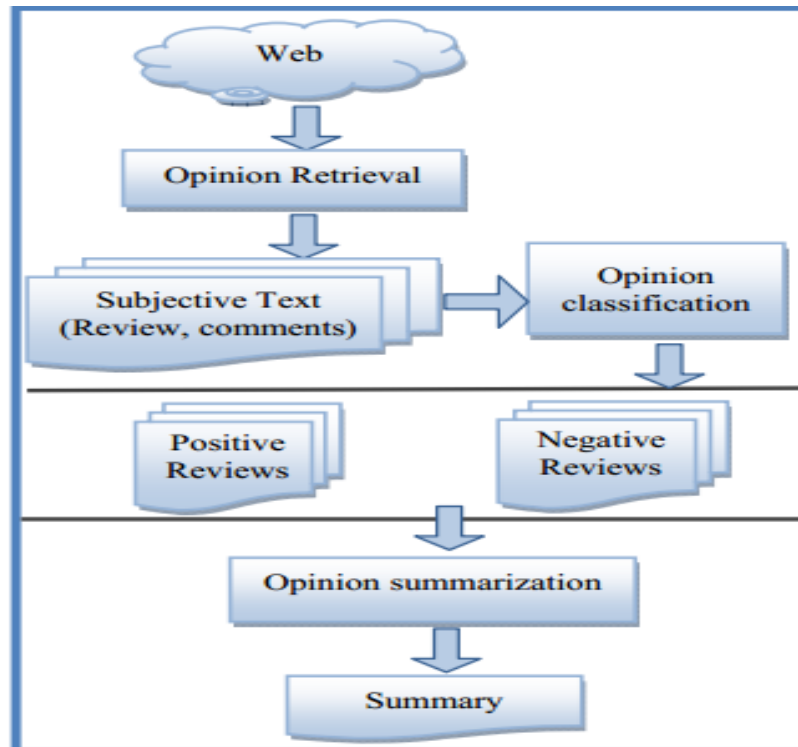 Web
Opinion Retrieval
Subjective Text
(Review, comments)
Opinion
classification
Positive
Reviews
Negative
Reviews
Opinion summarization
Summary